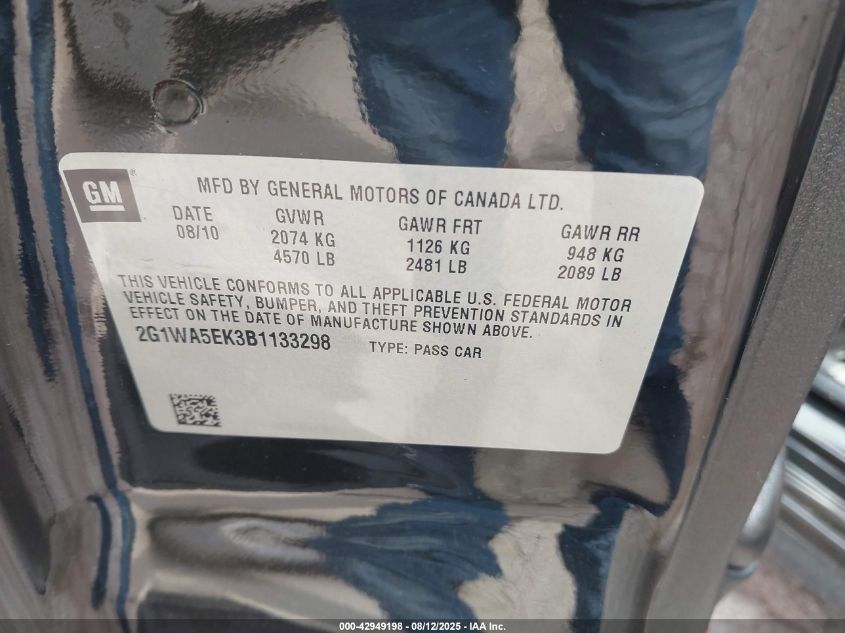 GM ®
MFD BY GENERAL MOTORS OF CANADA LTD.
DATE GVWR GAWR FRT GAWR RR
08/10 2074 KG 1126 KG 948 KG
4570 LB 2481 LB 2089 LB
THIS VEHICLE CONFORMS TO ALL APPLICABLE U.S. FEDERAL MOTOR
VEHICLE SAFETY, BUMPER, AND THEFT PREVENTION STANDARDS IN
EFFECT ON THE DATE OF MANUFACTURE SHOWN ABOVE.
2G1WA5EK3B1133298 TYPE: PASS CAR
000-42949198 - 08/12/2025 - IAA Inc.